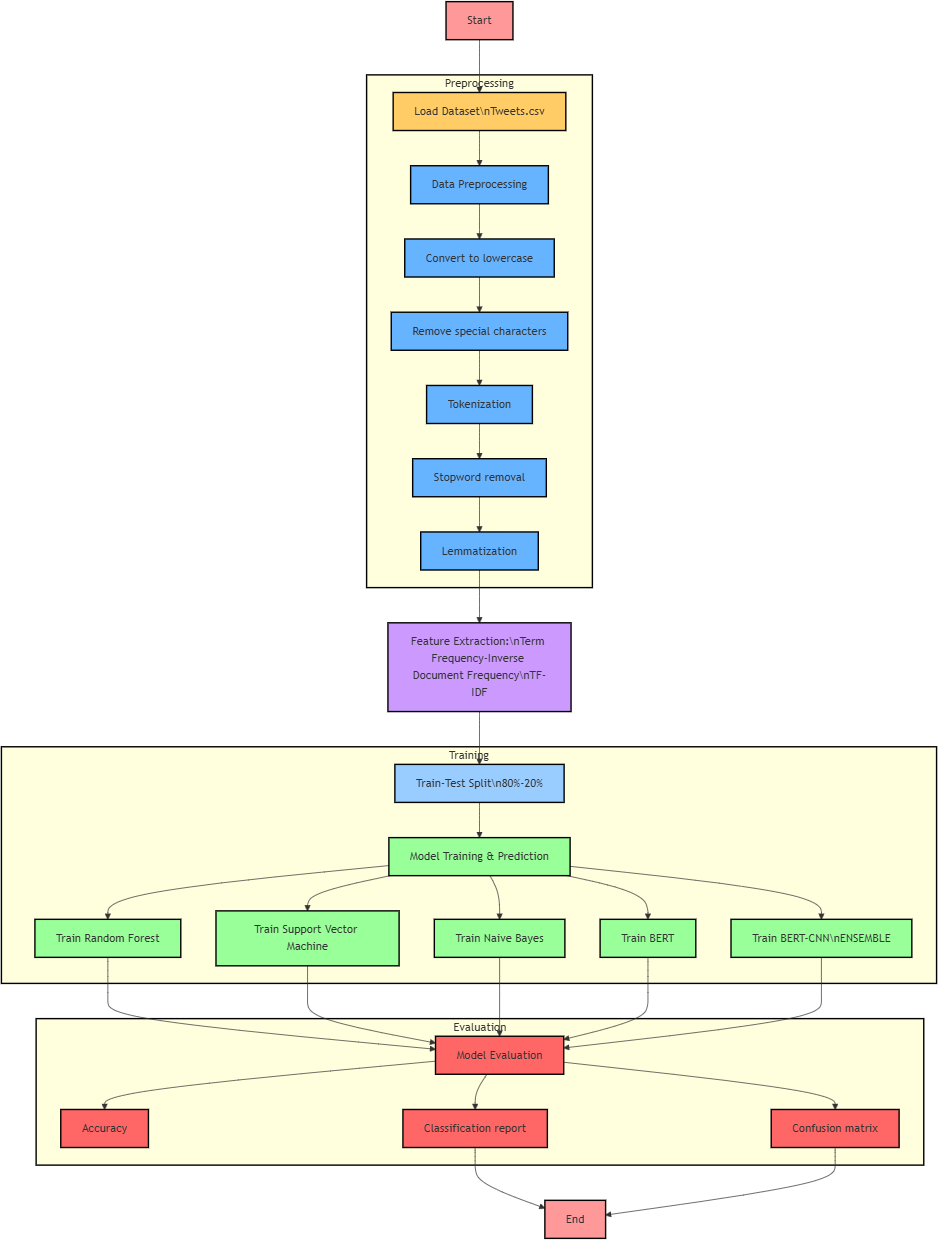 Start
Preprocessing
Load Dataset\nTweets.csv
Data Preprocessing
Convert to lowercase
Remove special characters
Tokenization
Stopword removal
Lemmatization
Feature Extraction:\nTerm
Frequency-Inverse
Document Frequency\nTF-
IDF
Training
Train-Test Split\n80%-20%
Model Training & Prediction
Train Random Forest
Train Support Vector
Machine
Train Naive Bayes
Train BERT
Train BERT-CNN\nENSEMBLE
Evaluation
Model Evaluation
Accuracy
Classification report
Confusion matrix
End